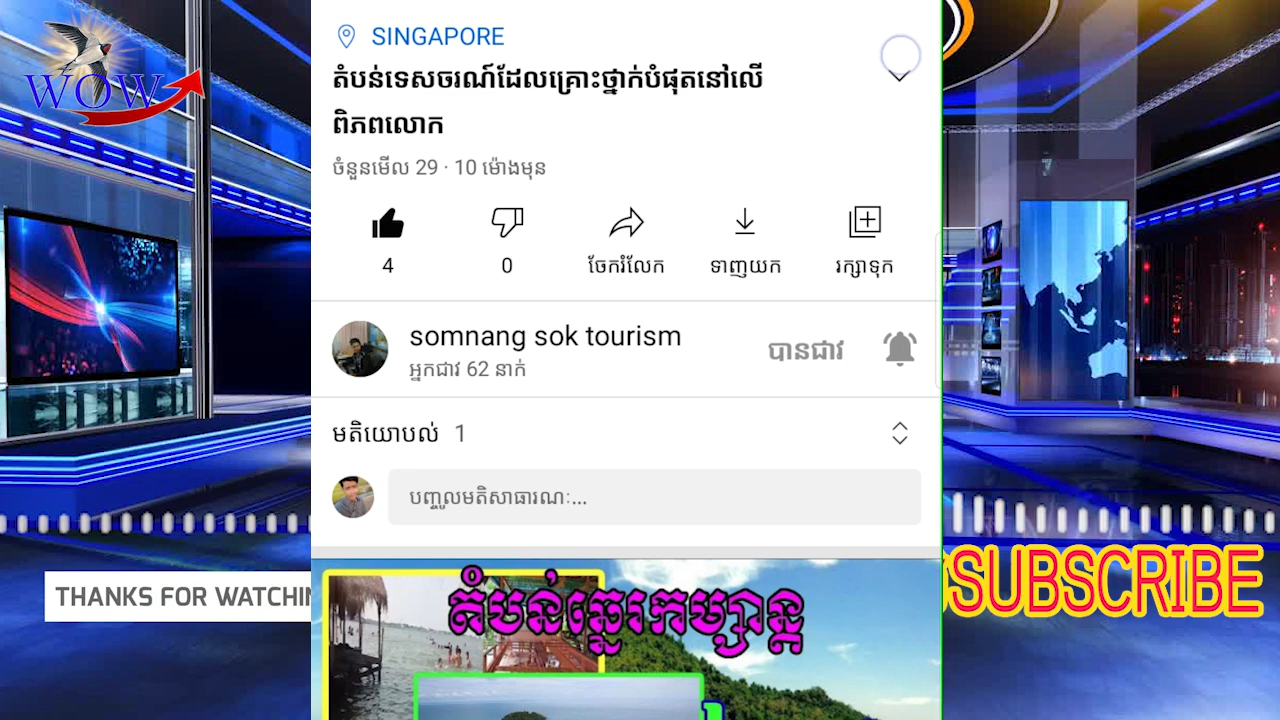 WOW
SINGAPORE
តំបន់ទេសចរណ៍ដែលគ្រោះថ្នាក់បំផុតនៅលើ
ពិភពលោក
ចំនួនមើល 29 · 10 ម៉ោងមុន
4
0
ចែករំលែក
ទាញយក
រក្សាទុក
somnang sok tourism
បានជាវ
អ្នកជាវ 62 នាក់
មតិយោបល់ 1
បញ្ចូលមតិសាធារណៈ...
THANKS FOR WATCHIN
SUBSCRIBE
តំបន់ឆ្នេរកម្សាន្ត